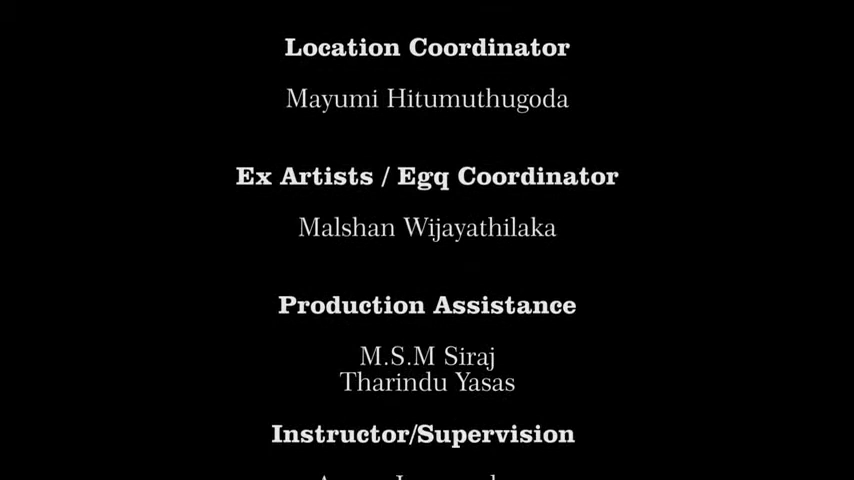 Location Coordinator
Mayumi Hitumuthugoda
Ex Artists / Egq Coordinator
Malshan Wijayathilaka
Production Assistance
M.S.M Siraj
Tharindu Yasas
Instructor/Supervision